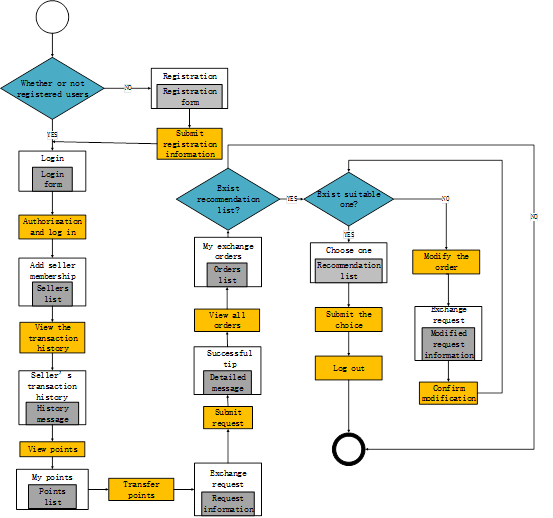 Whether or not
registered users
NO
Registration
Registration
form
Submit
registration
information
YES
Login
Login
form
Authorization
and log in
Add seller
membership
Sellers
list
View the
transaction
history
Seller's
transaction
history
History
message
View points
My points
Points
list
Transfer
points
Exchange
request
Request
information
Submit
request
Successful
tip
Detailed
message
View all
orders
My exchange
orders
Orders
list
Exist
recommendation
list?
YES
NO
Exist suitable
one?
YES
NO
Choose one
Recommendation
list
Submit the
choice
Log out
Modify the
order
Exchange
request
Modified
request
information
Confirm
modification